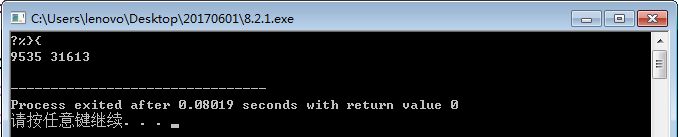 C:\Users\lenovo\Desktop\20170601\8.2.1.exe
?%}{
9535 31613
--------------------------------
Process exited after 0.08019 seconds with return value 0
请按任意键继续. . .